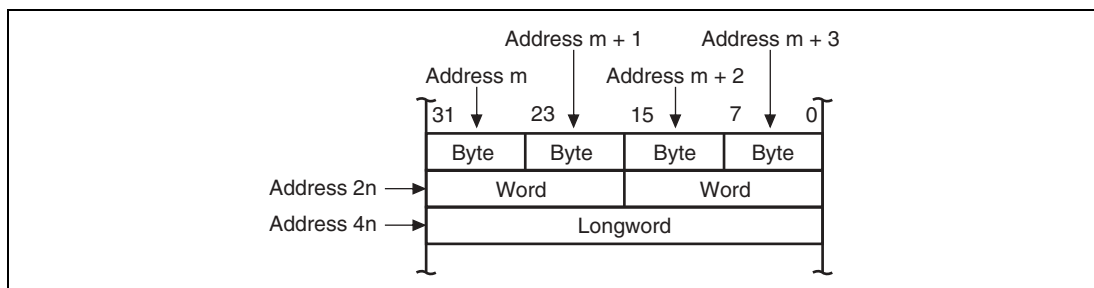 Address m + 1 Address m + 3
Address m Address m + 2
31 23 15 7 0
Byte Byte Byte Byte
Address 2n Word Word
Address 4n Longword